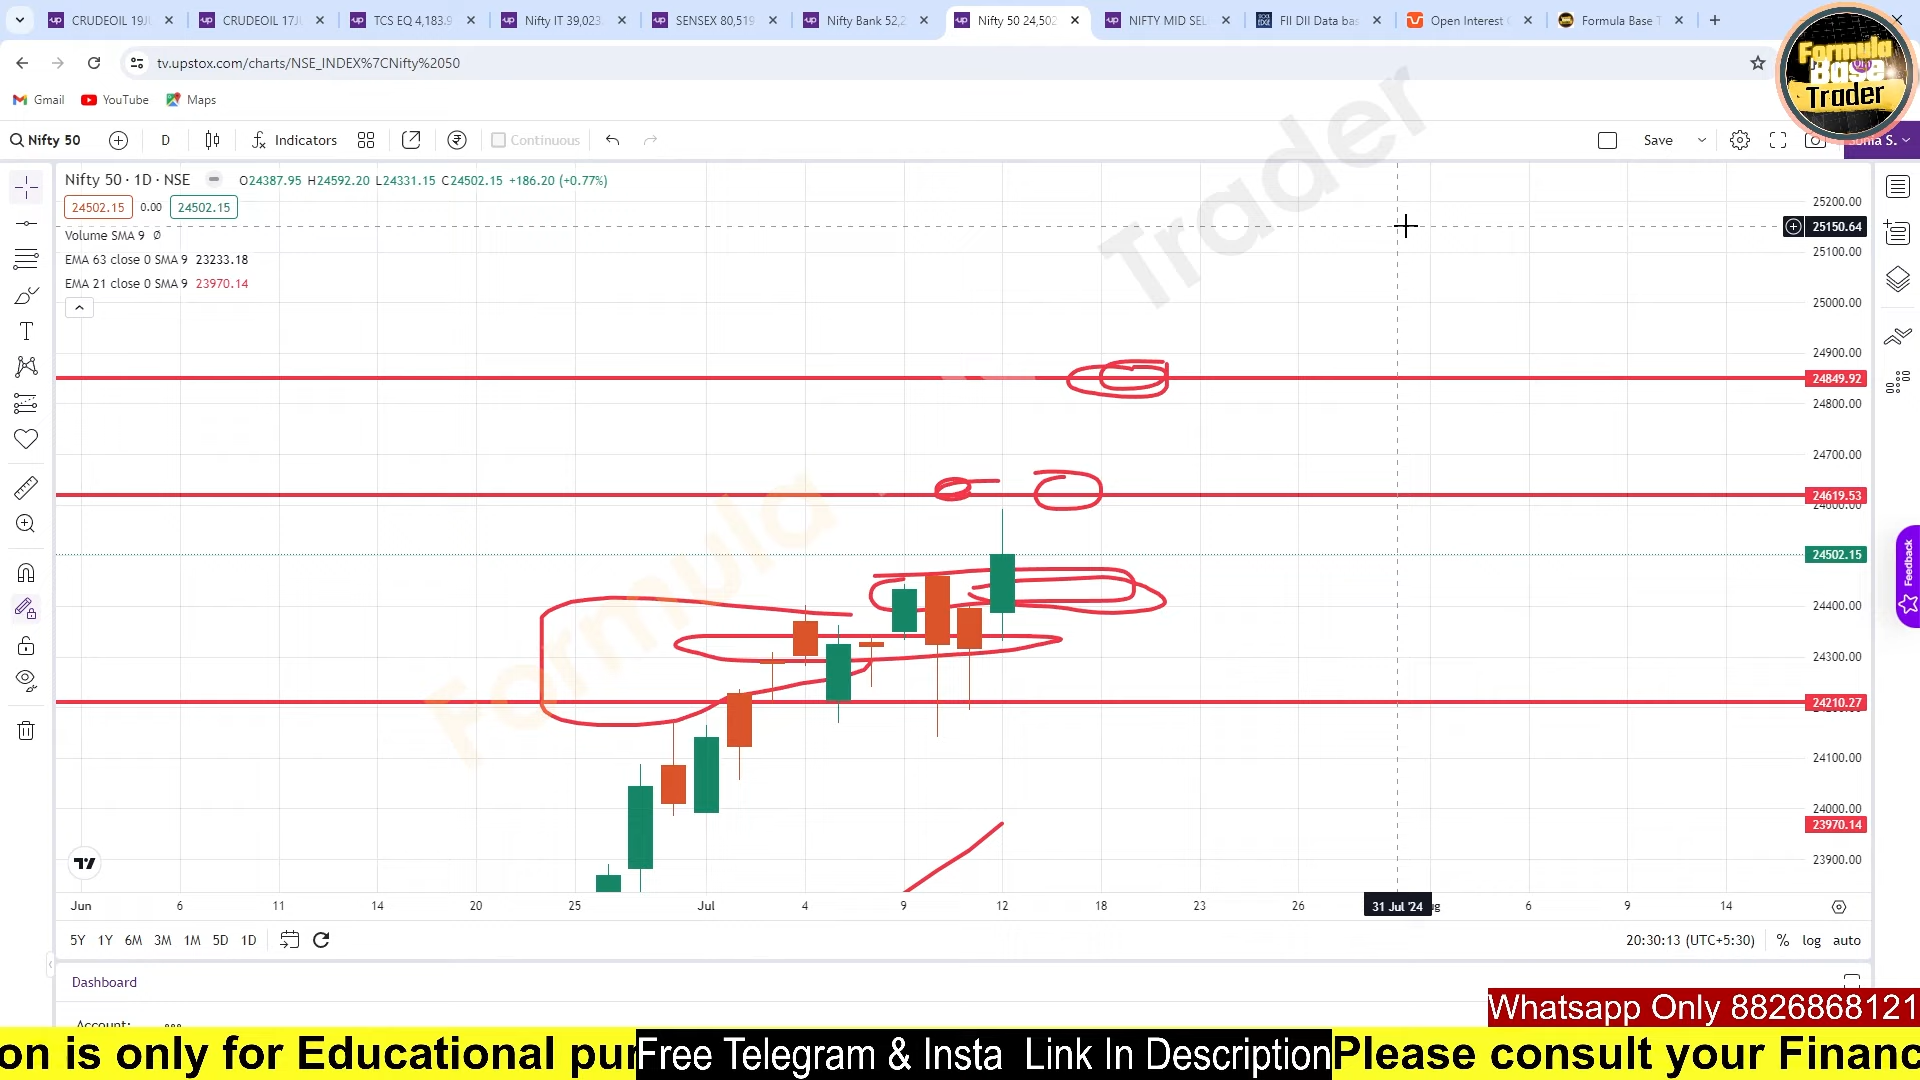 CRUDEOIL 19JU
CRUDEOIL 17JU
TCS EQ 4,183.9
Nifty IT 39,023.
SENSEX 80,519
Nifty Bank 52,2
Nifty 50 24,502
NIFTY MID SEL
FII DII Data bas
Open Interest
Formula Base T
tv.upstox.com/charts/NSE_INDEX%7CNifty%2050
Gmail
YouTube
Maps
Formula
Base
Trader
Nifty 50
D
Indicators
Continuous
Save
Sonia S.
Nifty 50 · 1D · NSE
O24387.95 H24592.20 L24331.15 C24502.15 +186.20 (+0.77%)
24502.15
0.00
24502.15
Volume SMA 9 Ø
EMA 63 close 0 SMA 9 23233.18
EMA 21 close 0 SMA 9 23970.14
Formula
Trader
25200.00
25150.64
25100.00
25000.00
24900.00
24849.92
24800.00
24700.00
24619.53
24600.00
24502.15
24400.00
24300.00
24210.27
24100.00
24000.00
23970.14
23900.00
Feedback
Jun
6
11
14
20
25
Jul
4
9
12
18
23
26
31 Jul '24
6
9
14
5Y 1Y 6M 3M 1M 5D 1D
20:30:13 (UTC+5:30)
%
log
auto
Dashboard
Account:
Whatsapp Only 8826868121
on is only for Educational pur
Free Telegram & Insta Link In Description
Please consult your Financ